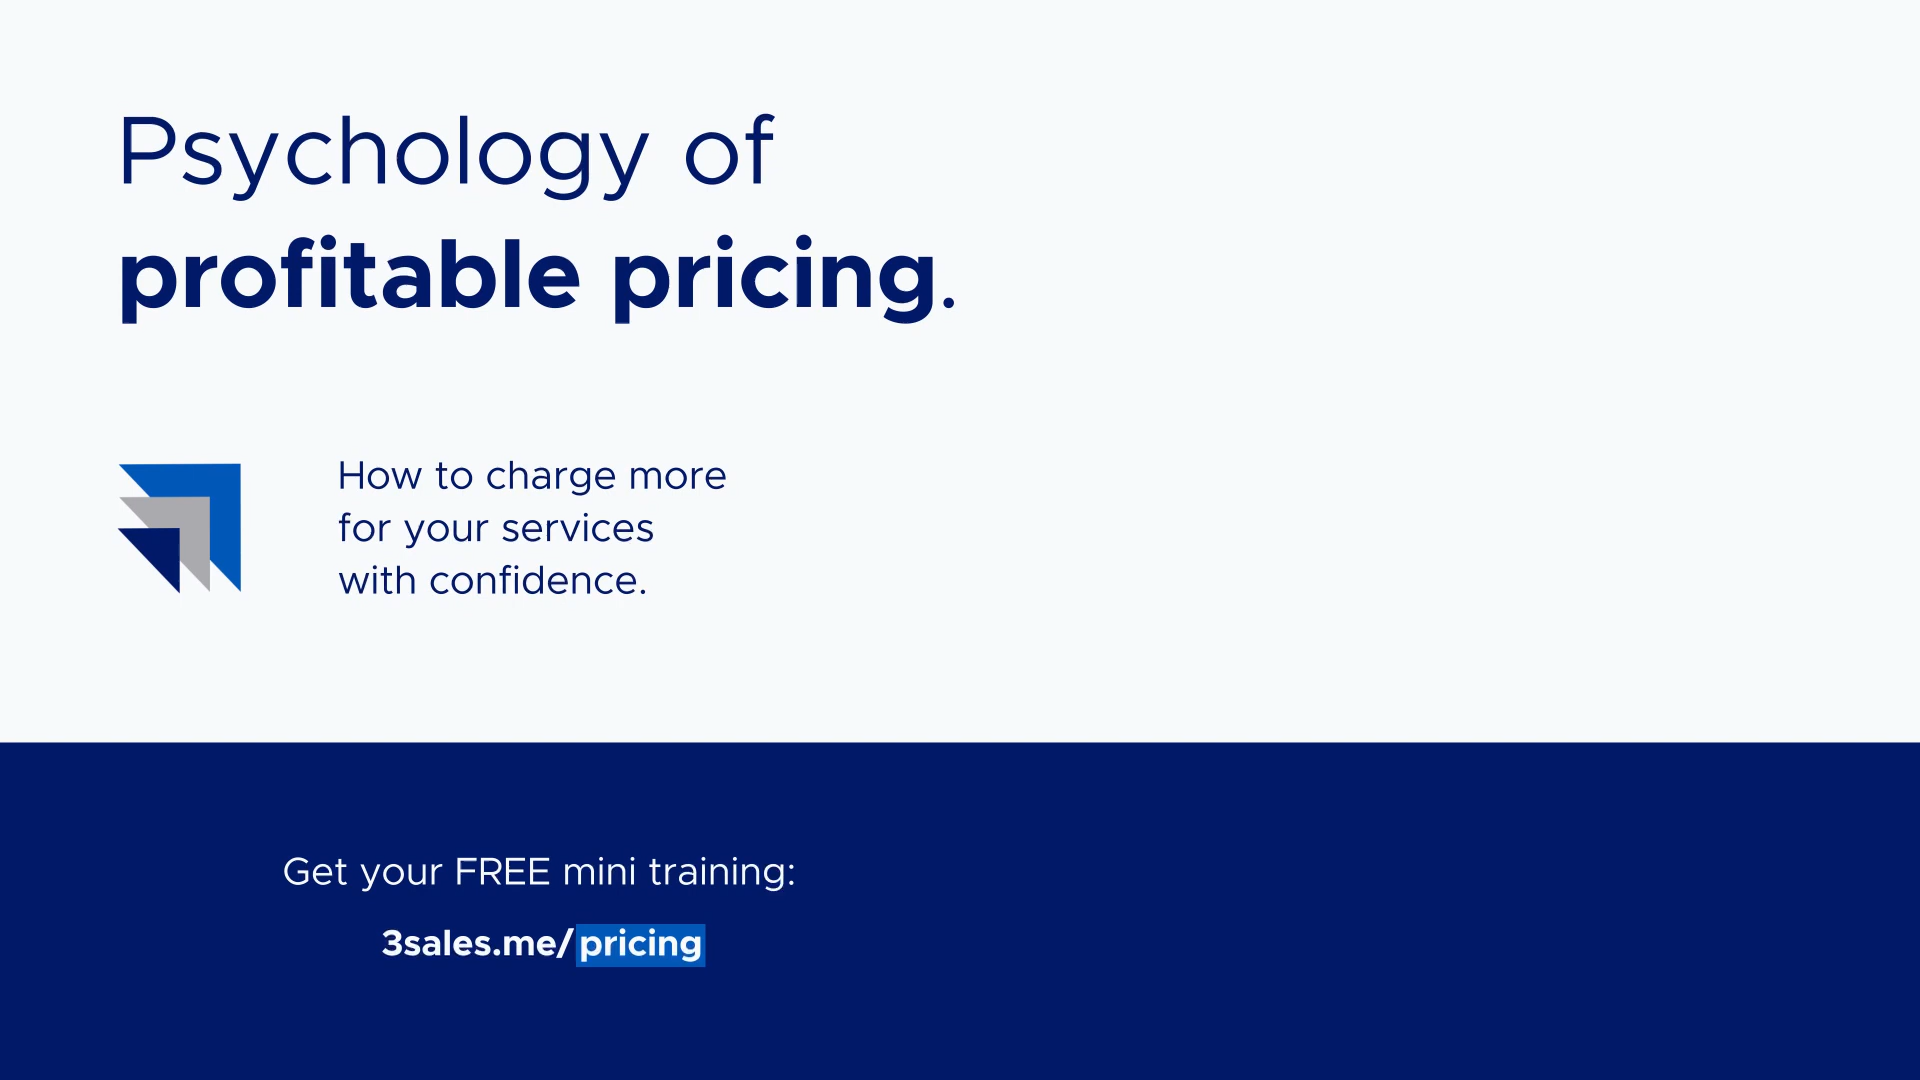 Psychology of
profitable pricing.
How to charge more
for your services
with confidence.
Get your FREE mini training:
3sales.me/pricing